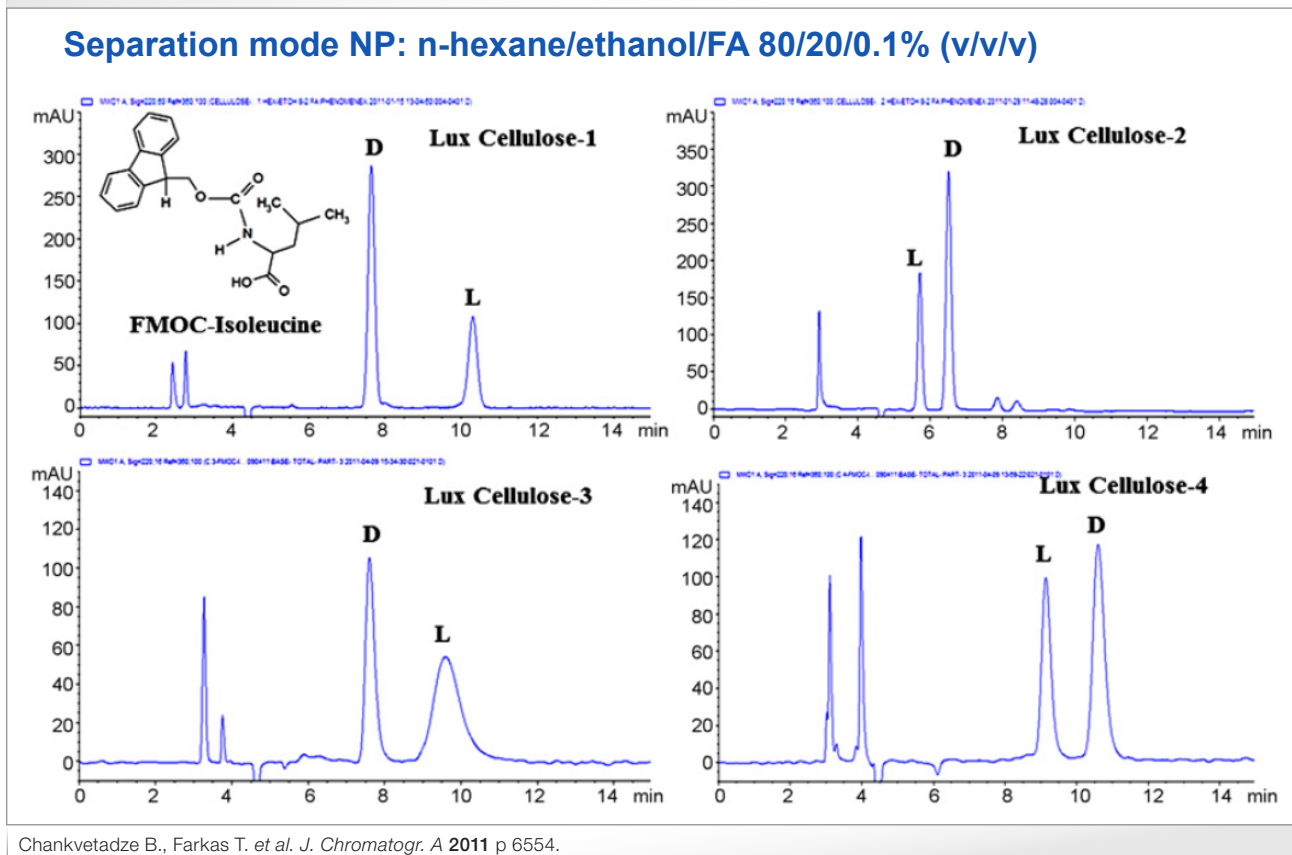 Separation mode NP: n-hexane/ethanol/FA 80/20/0.1% (v/v/v)
mAU
Lux Cellulose-1
D
L
300
250
200
150
100
50
0
0 2 4 6 8 10 12 14 min
O
O
C
H
N
H
H₃C
CH₃
HO
O
FMOC-Isoleucine
mAU
Lux Cellulose-2
D
L
350
300
250
200
150
100
50
0
0 2 4 6 8 10 12 14 min
mAU
Lux Cellulose-3
D
L
140
120
100
80
60
40
20
0
0 2 4 6 8 10 12 14 min
mAU
Lux Cellulose-4
L
D
140
120
100
80
60
40
20
0
0 2 4 6 8 10 12 14 min
Chankvetadze B., Farkas T. et al. J. Chromatogr. A 2011 p 6554.